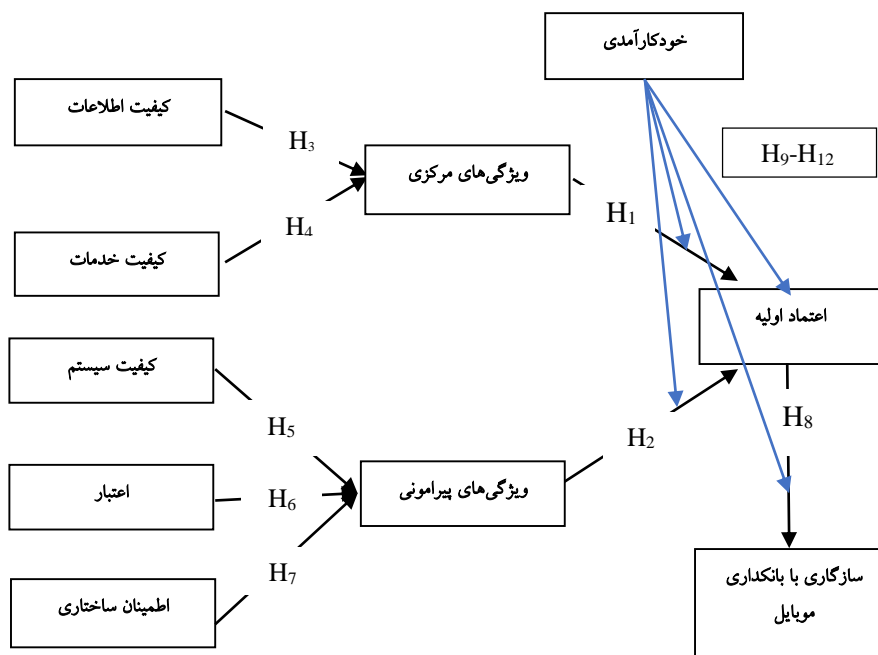 خودکارآمدی
کیفیت اطلاعات
H₃
H₉-H₁₂
ویژگی‌های مرکزی
H₁
H₄
کیفیت خدمات
اعتماد اولیه
کیفیت سیستم
H₅
H₂
H₈
ویژگی‌های پیرامونی
اعتبار
H₆
H₇
سازگاری با بانکداری
موبایل
اطمینان ساختاری